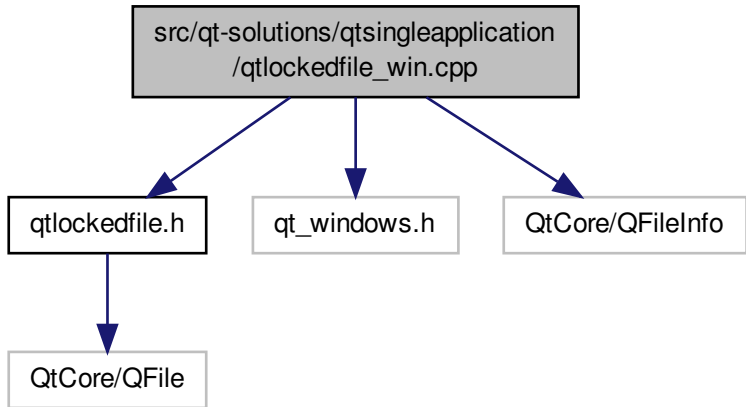 src/qt-solutions/qtsingleapplication
/qtlockedfile_win.cpp
qtlockedfile.h
qt_windows.h
QtCore/QFileInfo
QtCore/QFile